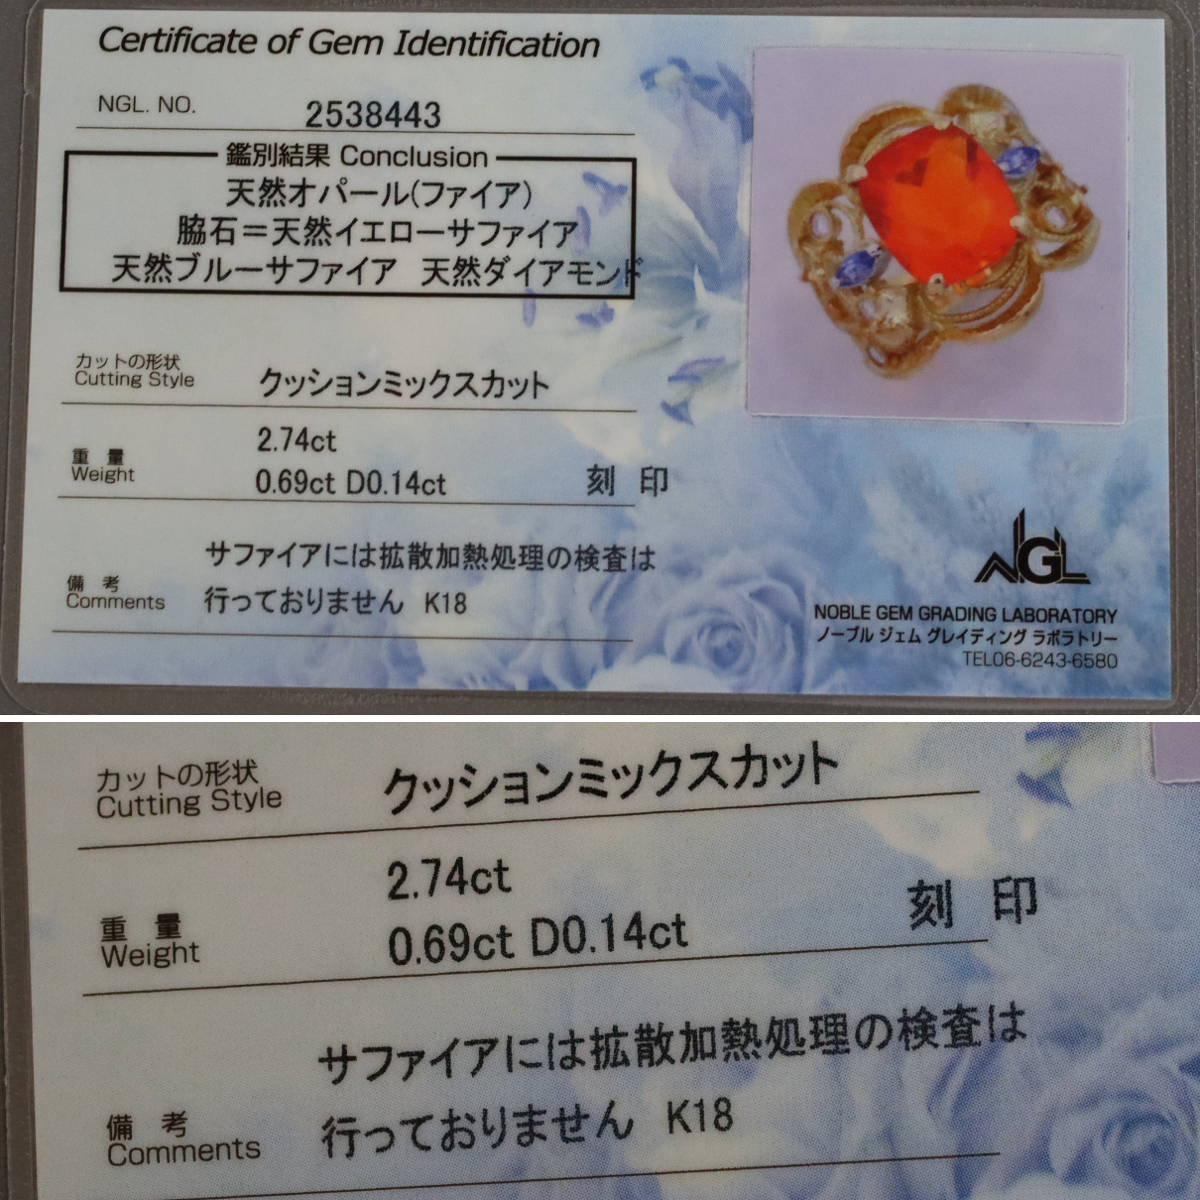 Certificate of Gem Identification
NGL. NO. 2538443
鑑別結果 Conclusion
天然オパール(ファイア)
脇石＝天然イエローサファイア
天然ブルーサファイア 天然ダイアモンド
カットの形状
Cutting Style
クッションミックスカット
2.74ct
重量
Weight
0.69ct D0.14ct 刻印
サファイアには拡散加熱処理の検査は
備考
Comments
行っておりません K18
NGL
NOBLE GEM GRADING LABORATORY
ノーブル ジェム グレイディング ラボラトリー
TEL06-6243-6580
カットの形状
Cutting Style
クッションミックスカット
2.74ct
重量
Weight
0.69ct D0.14ct 刻印
サファイアには拡散加熱処理の検査は
備考
Comments
行っておりません K18